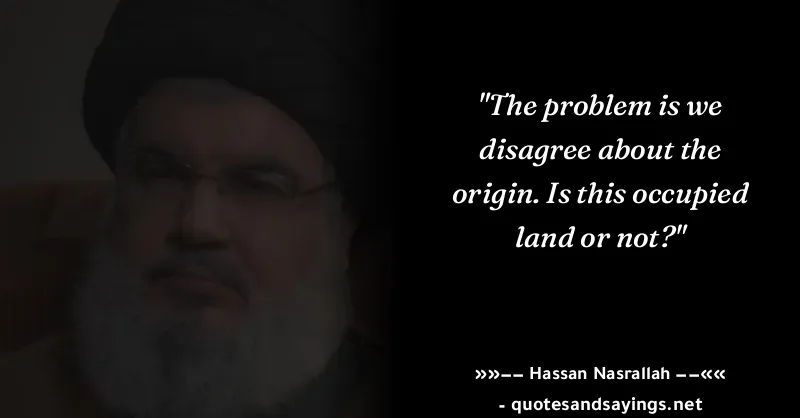 "The problem is we
disagree about the
origin. Is this occupied
land or not?"
»»–– Hassan Nasrallah ––««
- quotesandsayings.net